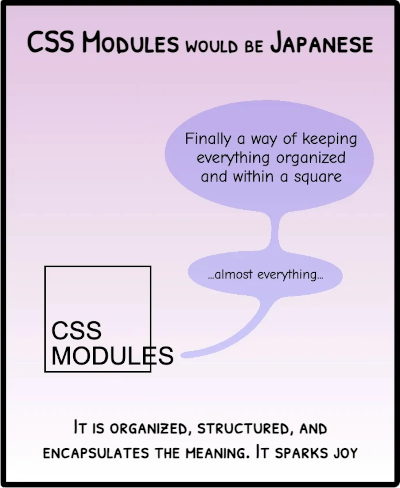 CSS Modules would be Japanese
Finally a way of keeping
everything organized
and within a square
...almost everything...
CSS
MODULES
It is organized, structured, and
encapsulates the meaning. It sparks joy